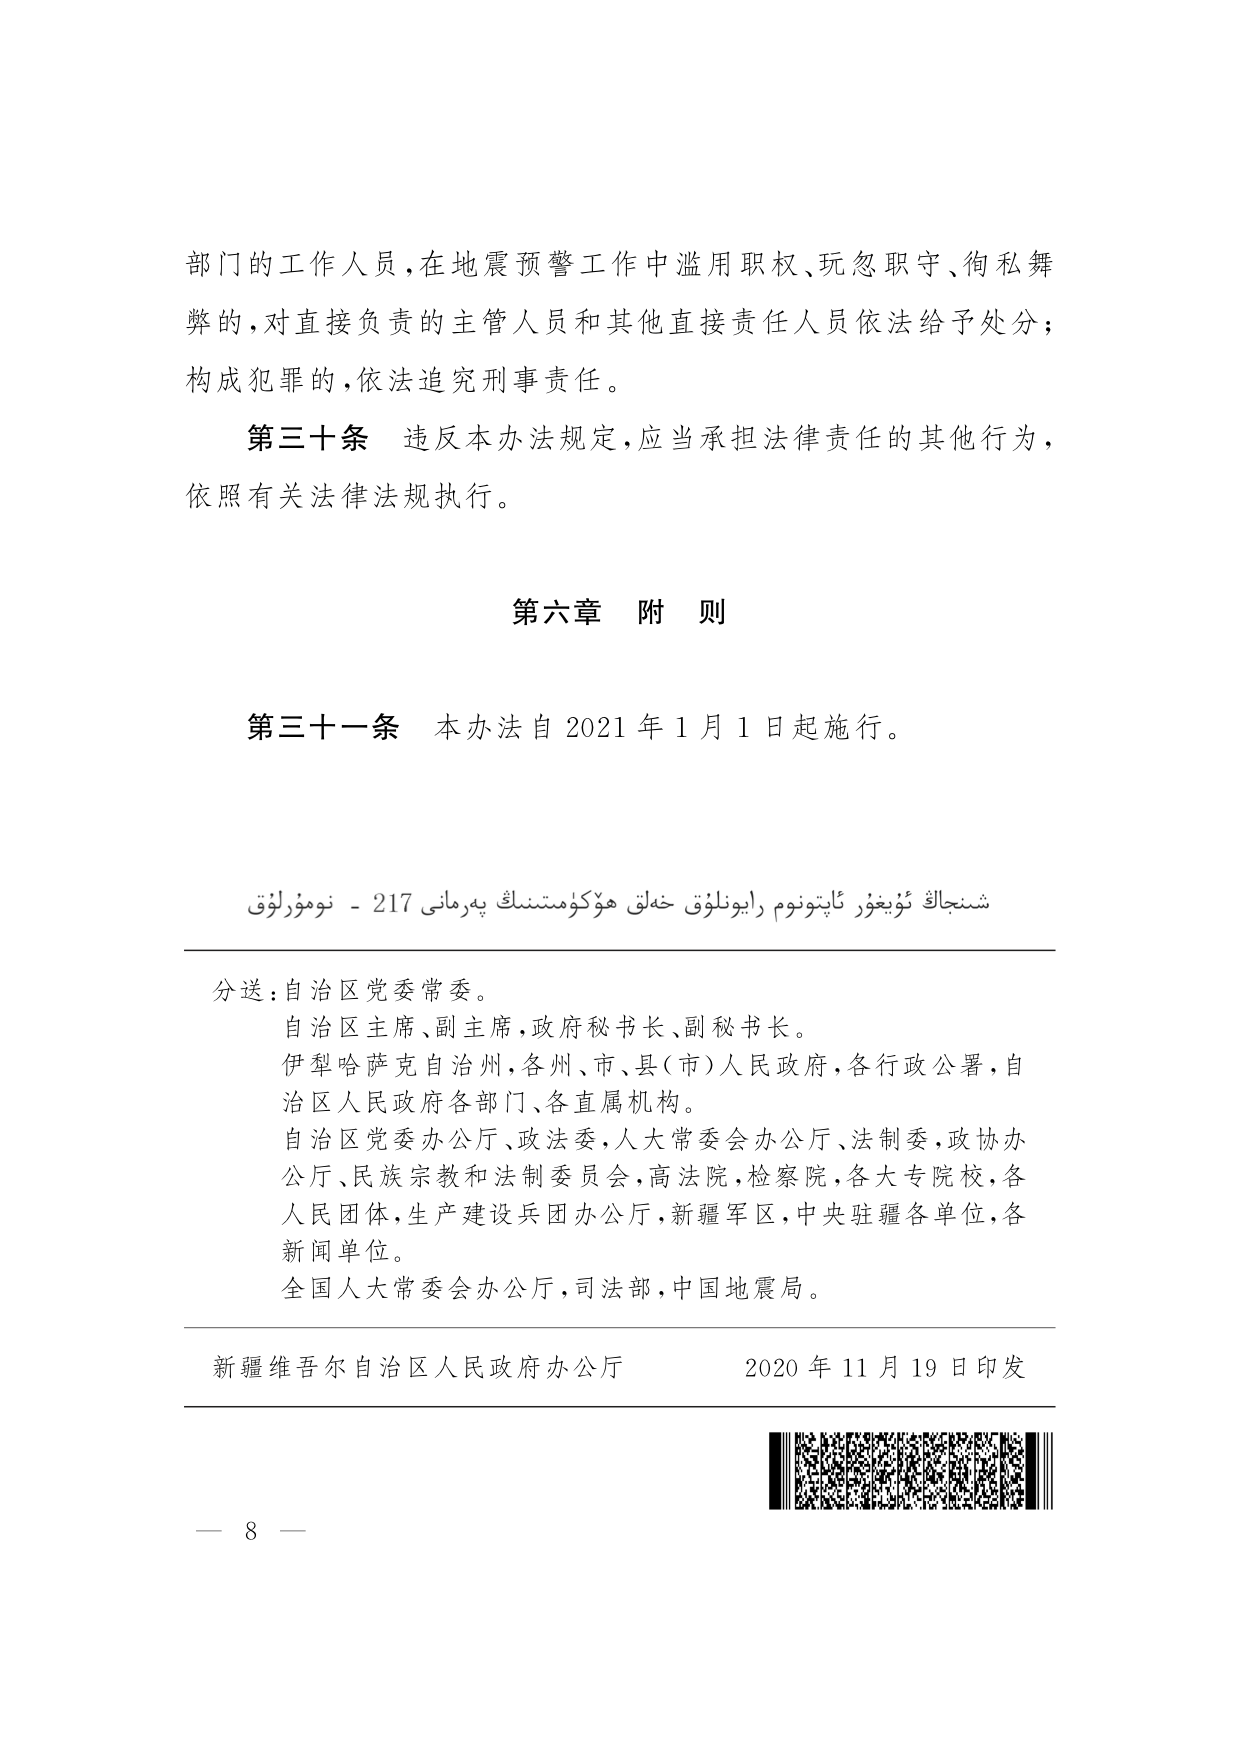 部门的工作人员,在地震预警工作中滥用职权、玩忽职守、徇私舞
弊的,对直接负责的主管人员和其他直接责任人员依法给予处分;
构成犯罪的,依法追究刑事责任。
第三十条 违反本办法规定,应当承担法律责任的其他行为,
依照有关法律法规执行。
第六章 附 则
第三十一条 本办法自 2021 年 1 月 1 日起施行。
شىنجاڭ ئۇيغۇر ئاپتونوم رايونلۇق خەلق ھۆكۈمىتىنىڭ پەرمانى 217 - نومۇرلۇق
分送:自治区党委常委。
自治区主席、副主席,政府秘书长、副秘书长。
伊犁哈萨克自治州,各州、市、县(市)人民政府,各行政公署,自
治区人民政府各部门、各直属机构。
自治区党委办公厅、政法委,人大常委会办公厅、法制委,政协办
公厅、民族宗教和法制委员会,高法院,检察院,各大专院校,各
人民团体,生产建设兵团办公厅,新疆军区,中央驻疆各单位,各
新闻单位。
全国人大常委会办公厅,司法部,中国地震局。
新疆维吾尔自治区人民政府办公厅 2020 年 11 月 19 日印发
— 8 —